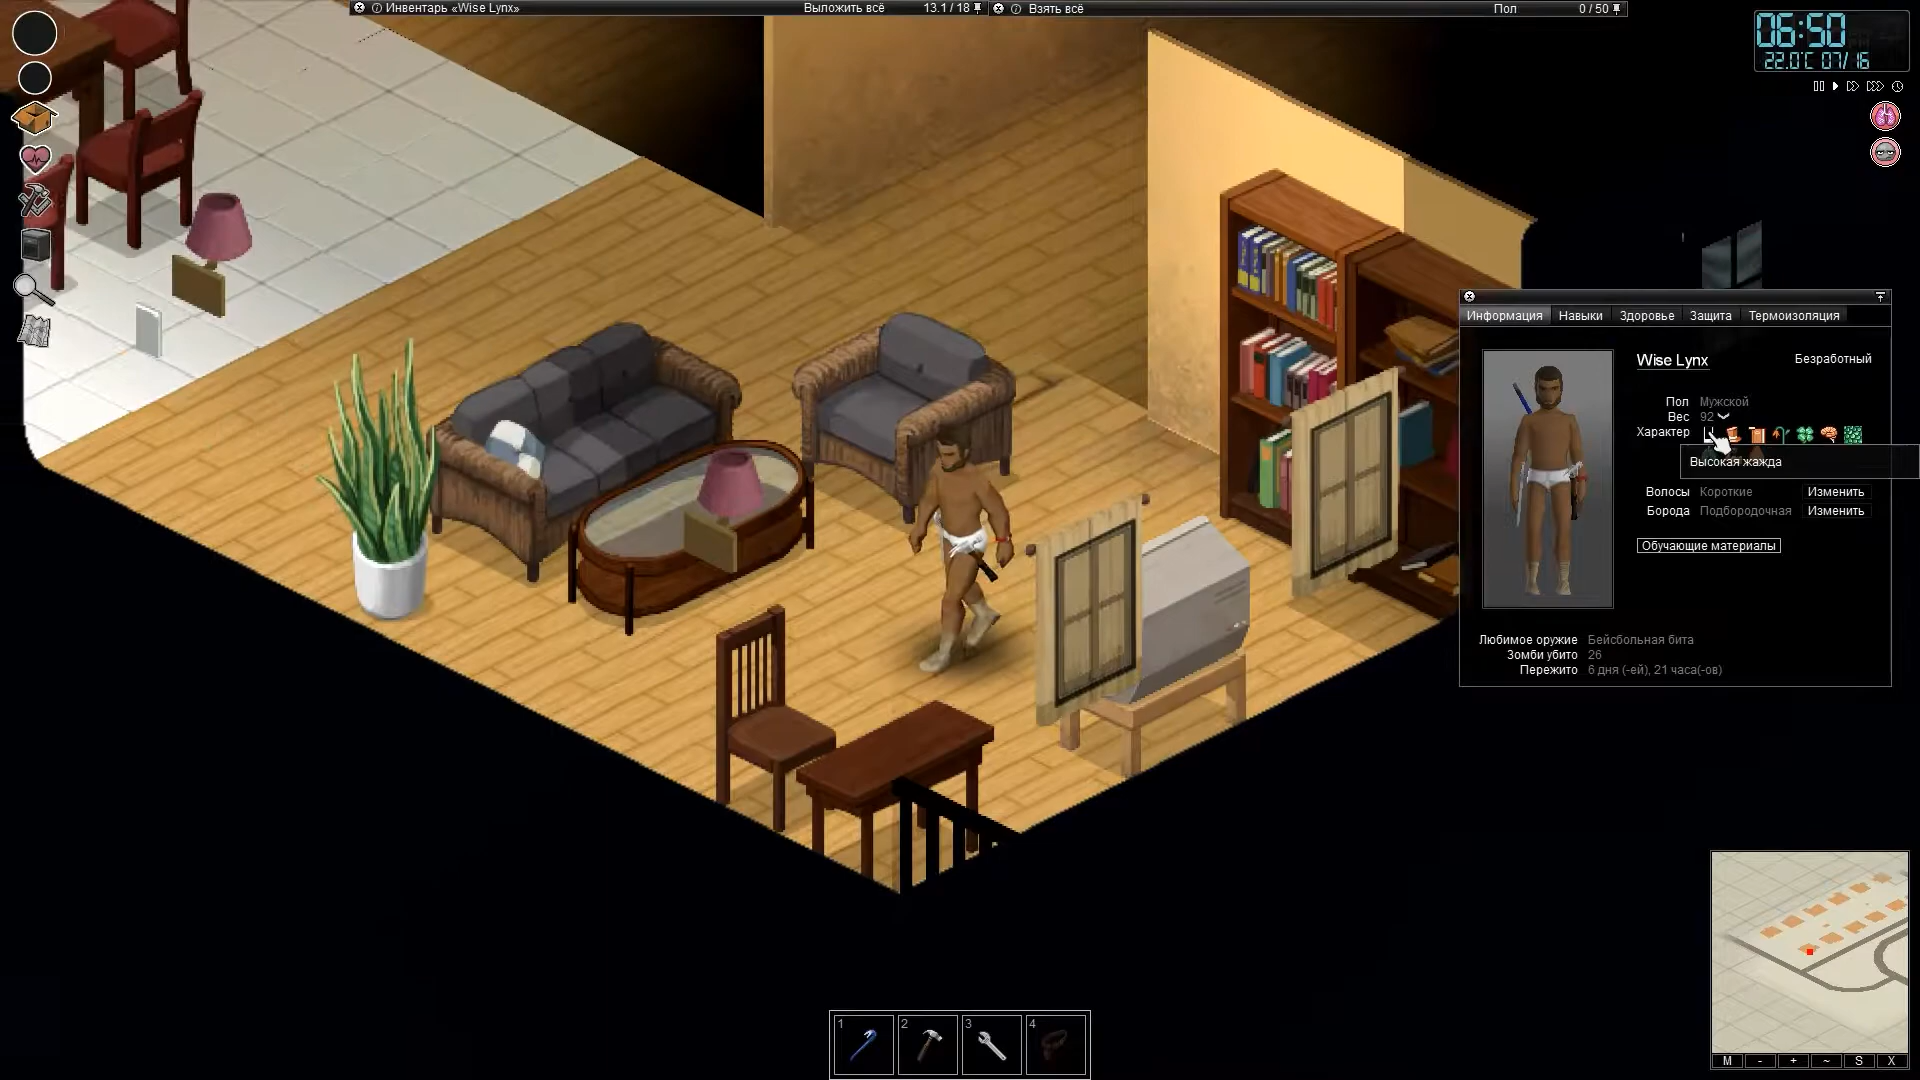 Инвентарь «Wise Lynx» Выложить всё 13.1 / 18
Взять всё Пол 0 / 50
06:50
22.0°C 07/16
Информация Навыки Здоровье Защита Термоизоляция
Wise Lynx Безработный
Пол Мужской
Вес 92
Характер
Высокая жажда
Волосы Короткие Изменить
Борода Подбородочная Изменить
Обучающие материалы
Любимое оружие Бейсбольная бита
Зомби убито 26
Пережито 6 дня (-ей), 21 часа(-ов)
1 2 3 4
M - + ~ S X